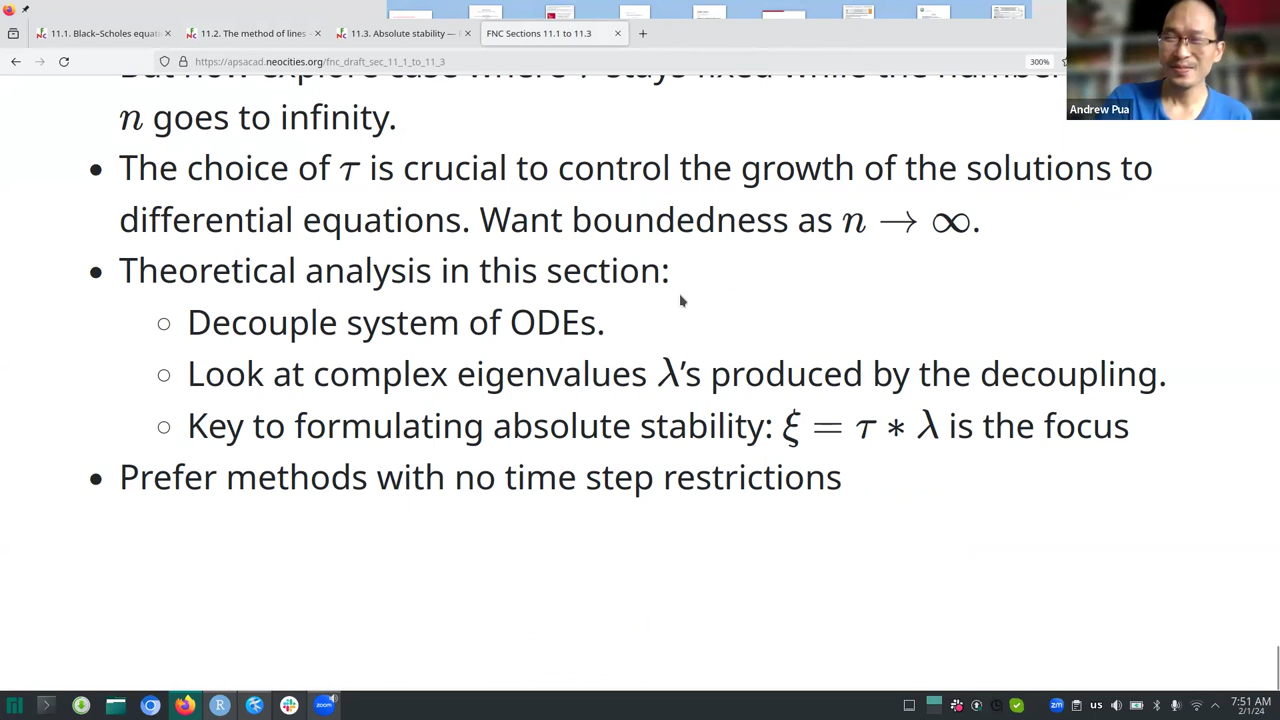 11.1. Black–Scholes equat
11.2. The method of lines
11.3. Absolute stability —
FNC Sections 11.1 to 11.3
https://apsacad.neocities.org/fnc_draft_sec_11_1_to_11_3
300%
Andrew Pua
n goes to infinity.
• The choice of τ is crucial to control the growth of the solutions to
differential equations. Want boundedness as n → ∞.
• Theoretical analysis in this section:
○ Decouple system of ODEs.
○ Look at complex eigenvalues λ’s produced by the decoupling.
○ Key to formulating absolute stability: ξ = τ * λ is the focus
• Prefer methods with no time step restrictions
zoom
us
7:51 AM
2/1/24